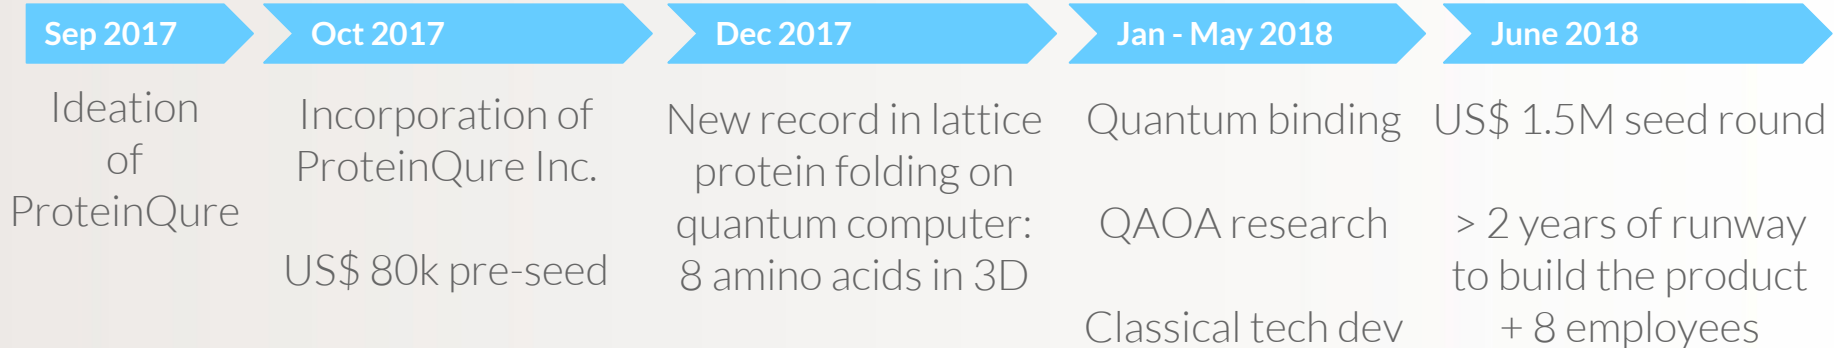 Sep 2017
Ideation
of
ProteinQure
Oct 2017
Incorporation of
ProteinQure Inc.
US$ 80k pre-seed
Dec 2017
New record in lattice
protein folding on
quantum computer:
8 amino acids in 3D
Jan - May 2018
Quantum binding
QAOA research
Classical tech dev
June 2018
US$ 1.5M seed round
> 2 years of runway
to build the product
+ 8 employees